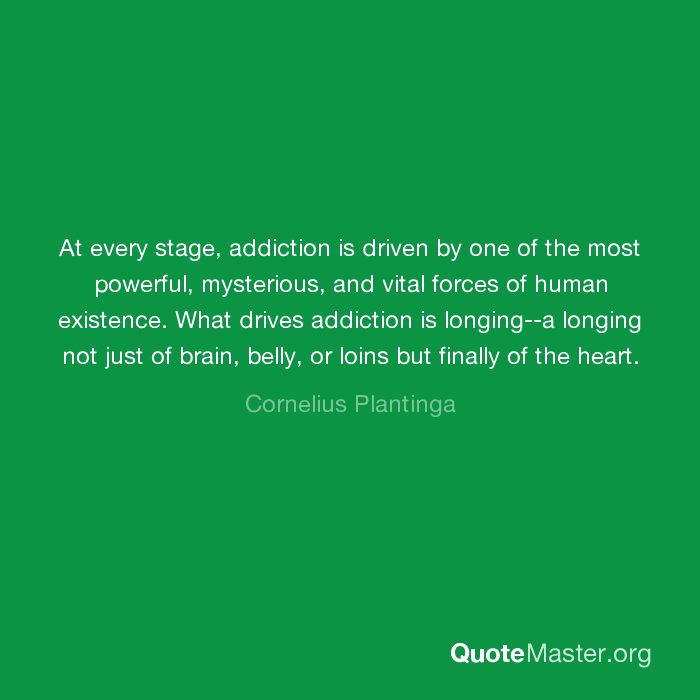 At every stage, addiction is driven by one of the most
powerful, mysterious, and vital forces of human
existence. What drives addiction is longing--a longing
not just of brain, belly, or loins but finally of the heart.
Cornelius Plantinga
QuoteMaster.org